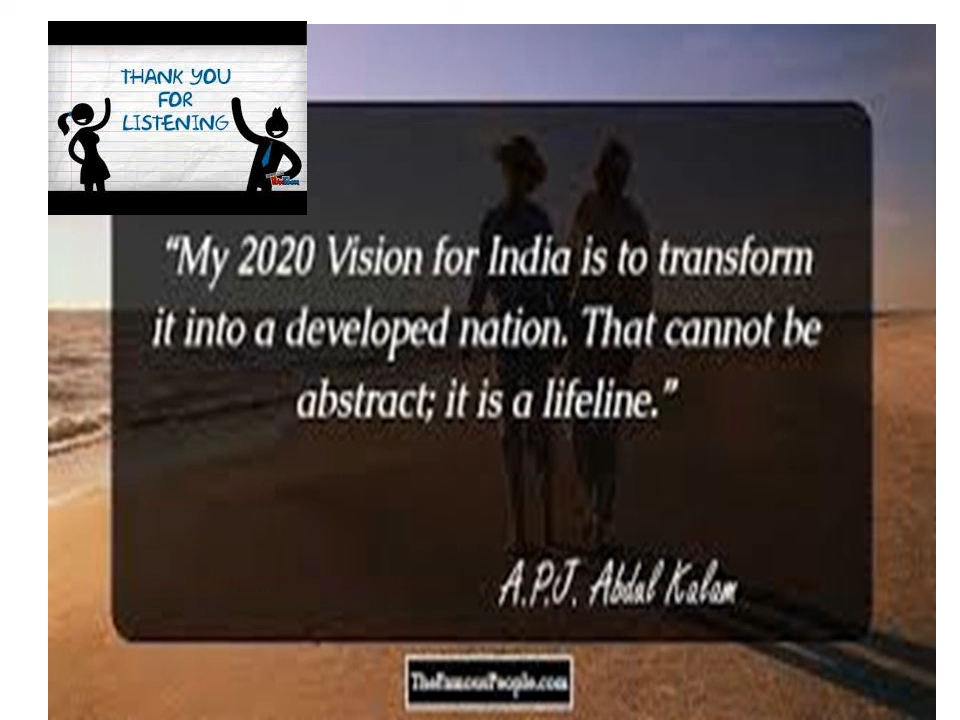 THANK YOU
FOR
LISTENING
“My 2020 Vision for India is to transform
it into a developed nation. That cannot be
abstract; it is a lifeline.”
A.P.J. Abdal Kalam
TheFamousPeople.com